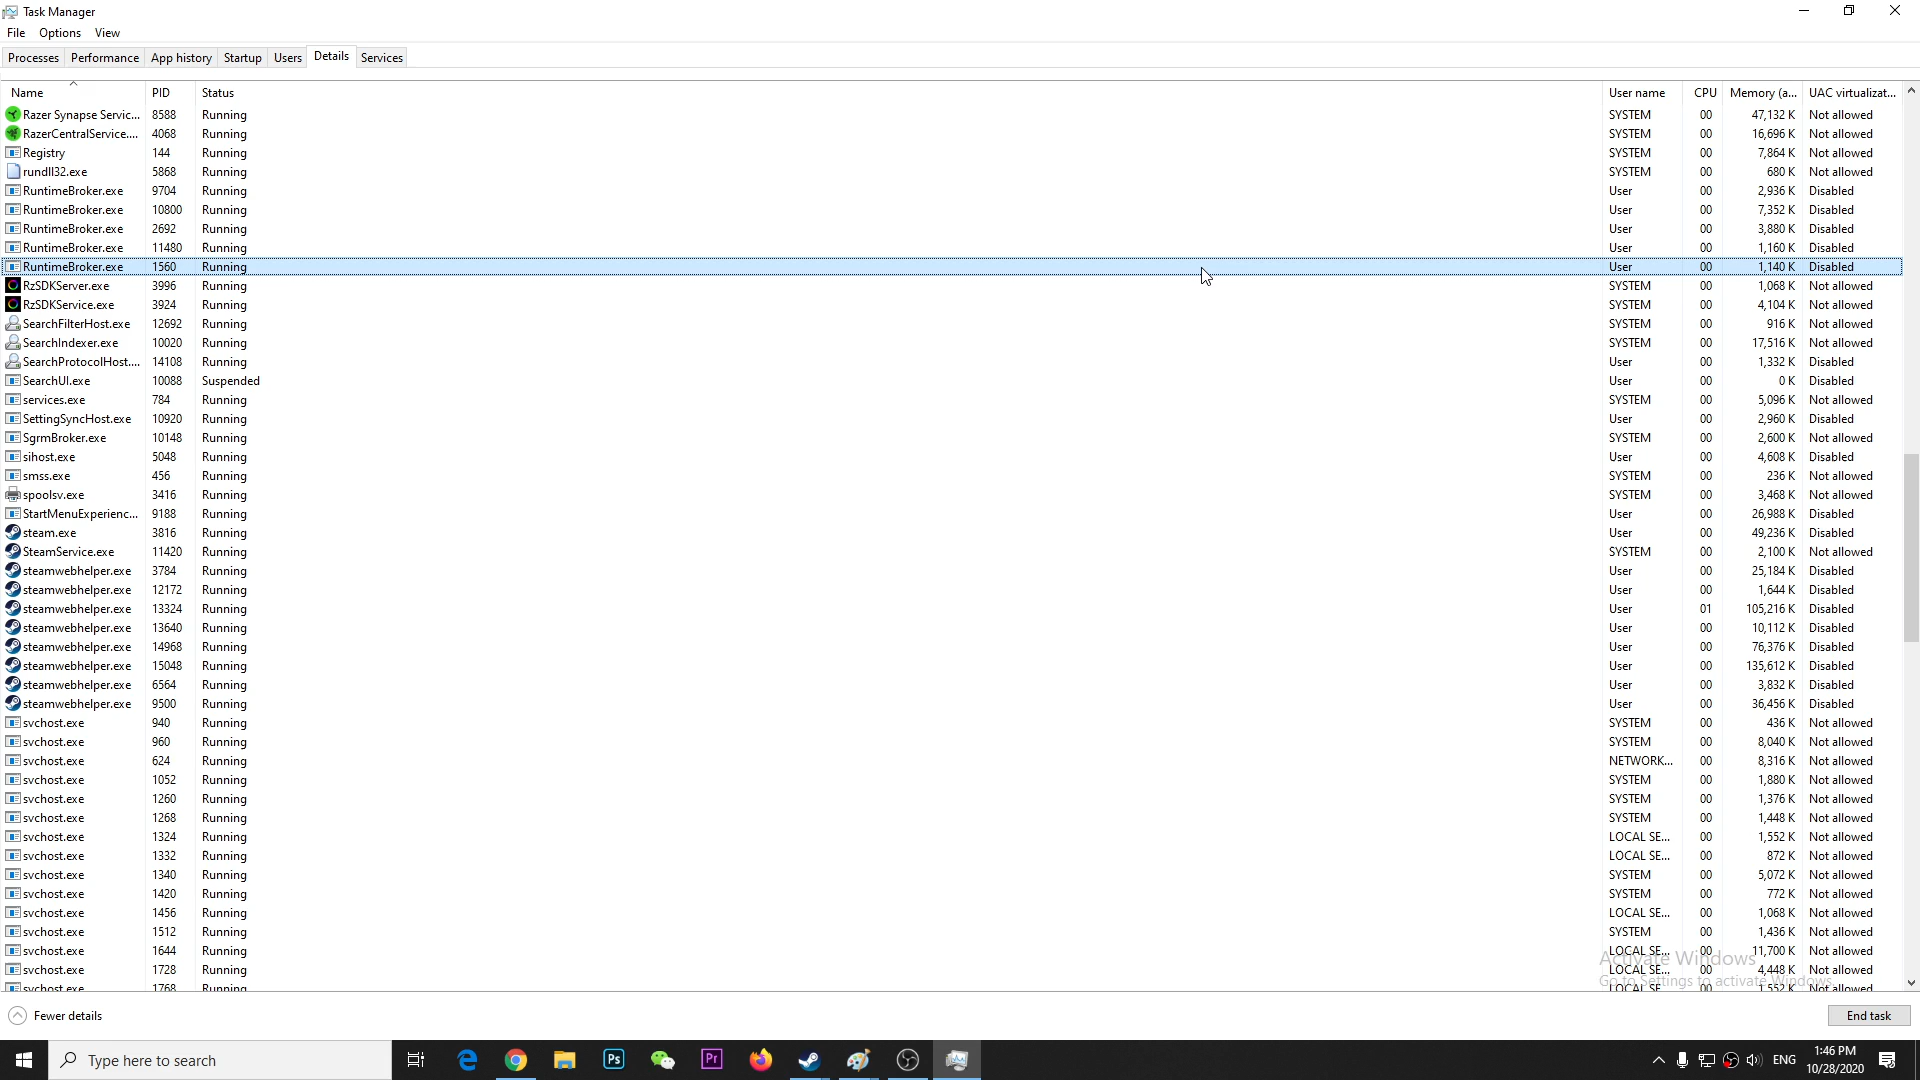 Task Manager
File Options View
Processes Performance App history Startup Users Details Services
Name PID Status User name CPU Memory (a... UAC virtualizat...
Razer Synapse Servic... 8588 Running SYSTEM 00 47,132 K Not allowed
RazerCentralService.... 4068 Running SYSTEM 00 16,696 K Not allowed
Registry 144 Running SYSTEM 00 7,864 K Not allowed
rundll32.exe 5868 Running SYSTEM 00 680 K Not allowed
RuntimeBroker.exe 9704 Running User 00 2,936 K Disabled
RuntimeBroker.exe 10800 Running User 00 7,352 K Disabled
RuntimeBroker.exe 2692 Running User 00 3,880 K Disabled
RuntimeBroker.exe 11480 Running User 00 1,160 K Disabled
RuntimeBroker.exe 1560 Running User 00 1,140 K Disabled
RzSDKServer.exe 3996 Running SYSTEM 00 1,068 K Not allowed
RzSDKService.exe 3924 Running SYSTEM 00 4,104 K Not allowed
SearchFilterHost.exe 12692 Running SYSTEM 00 916 K Not allowed
SearchIndexer.exe 10020 Running SYSTEM 00 17,516 K Not allowed
SearchProtocolHost.... 14108 Running User 00 1,332 K Disabled
SearchUI.exe 10088 Suspended User 00 0 K Disabled
services.exe 784 Running SYSTEM 00 5,096 K Not allowed
SettingSyncHost.exe 10920 Running User 00 2,960 K Disabled
SgrmBroker.exe 10148 Running SYSTEM 00 2,600 K Not allowed
sihost.exe 5048 Running User 00 4,608 K Disabled
smss.exe 456 Running SYSTEM 00 236 K Not allowed
spoolsv.exe 3416 Running SYSTEM 00 3,468 K Not allowed
StartMenuExperienc... 9188 Running User 00 26,988 K Disabled
steam.exe 3816 Running User 00 49,236 K Disabled
SteamService.exe 11420 Running SYSTEM 00 2,100 K Not allowed
steamwebhelper.exe 3784 Running User 00 25,184 K Disabled
steamwebhelper.exe 12172 Running User 00 1,644 K Disabled
steamwebhelper.exe 13324 Running User 01 105,216 K Disabled
steamwebhelper.exe 13640 Running User 00 10,112 K Disabled
steamwebhelper.exe 14968 Running User 00 76,376 K Disabled
steamwebhelper.exe 15048 Running User 00 135,612 K Disabled
steamwebhelper.exe 6564 Running User 00 3,832 K Disabled
steamwebhelper.exe 9500 Running User 00 36,456 K Disabled
svchost.exe 940 Running SYSTEM 00 436 K Not allowed
svchost.exe 960 Running SYSTEM 00 8,040 K Not allowed
svchost.exe 624 Running NETWORK... 00 8,316 K Not allowed
svchost.exe 1052 Running SYSTEM 00 1,880 K Not allowed
svchost.exe 1260 Running SYSTEM 00 1,376 K Not allowed
svchost.exe 1268 Running SYSTEM 00 1,448 K Not allowed
svchost.exe 1324 Running LOCAL SE... 00 1,552 K Not allowed
svchost.exe 1332 Running LOCAL SE... 00 872 K Not allowed
svchost.exe 1340 Running SYSTEM 00 5,072 K Not allowed
svchost.exe 1420 Running SYSTEM 00 772 K Not allowed
svchost.exe 1456 Running LOCAL SE... 00 1,068 K Not allowed
svchost.exe 1512 Running SYSTEM 00 1,436 K Not allowed
svchost.exe 1644 Running LOCAL SE... 00 11,700 K Not allowed
Activate Windows
svchost.exe 1728 Running LOCAL SE... 00 4,448 K Not allowed
Go to Settings to activate Windows.
svchost.exe 1768 Running LOCAL SE... 00 1,552 K Not allowed
Fewer details End task
Type here to search Ps Pr ENG 1:46 PM
10/28/2020